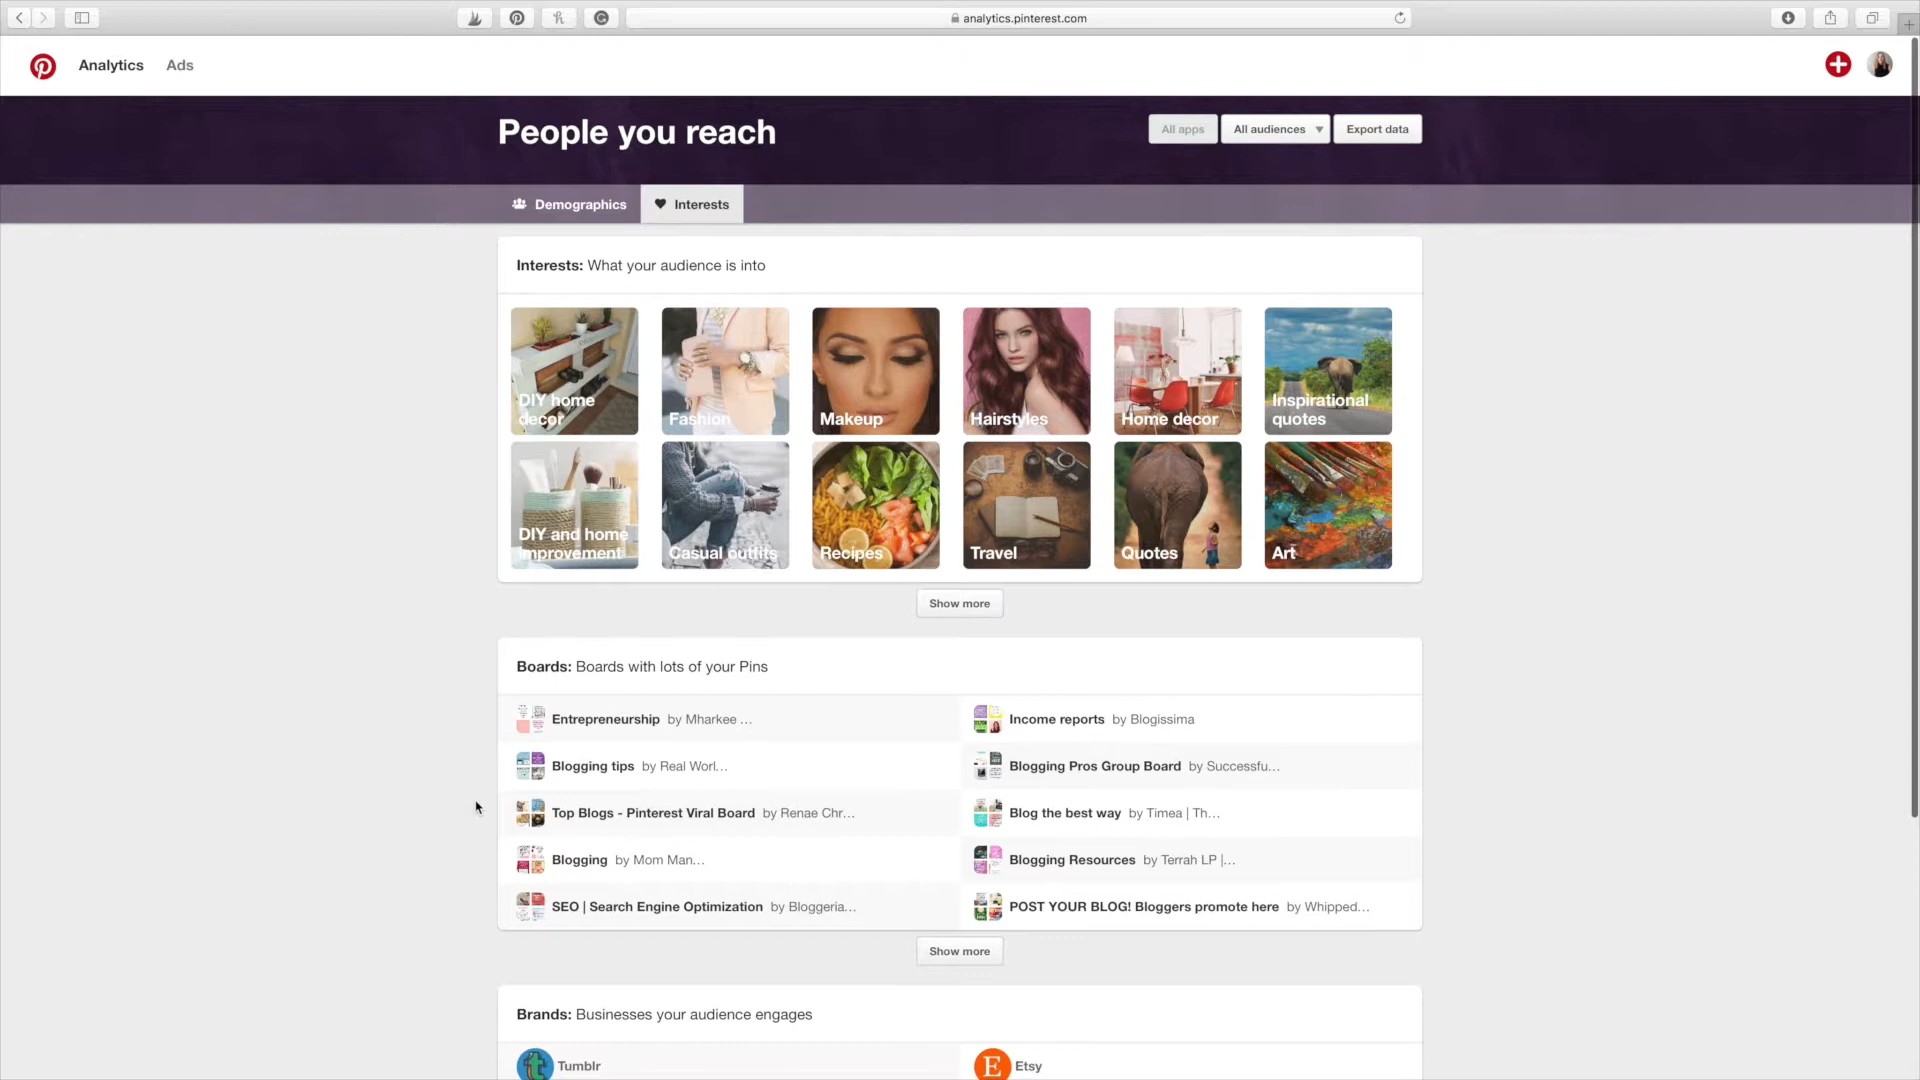 analytics.pinterest.com
Analytics
Ads
People you reach
All apps
All audiences
Export data
Demographics
Interests
Interests: What your audience is into
DIY home
decor
Fashion
Makeup
Hairstyles
Home decor
Inspirational
quotes
DIY and home
improvement
Casual outfits
Recipes
Travel
Quotes
Art
Show more
Boards: Boards with lots of your Pins
Entrepreneurship by Mharkee ...
Income reports by Blogissima
Blogging tips by Real Worl...
Blogging Pros Group Board by Successfu...
Top Blogs - Pinterest Viral Board by Renae Chr...
Blog the best way by Timea | Th...
Blogging by Mom Man...
Blogging Resources by Terrah LP |...
SEO | Search Engine Optimization by Bloggeria...
POST YOUR BLOG! Bloggers promote here by Whipped...
Show more
Brands: Businesses your audience engages
Tumblr
Etsy